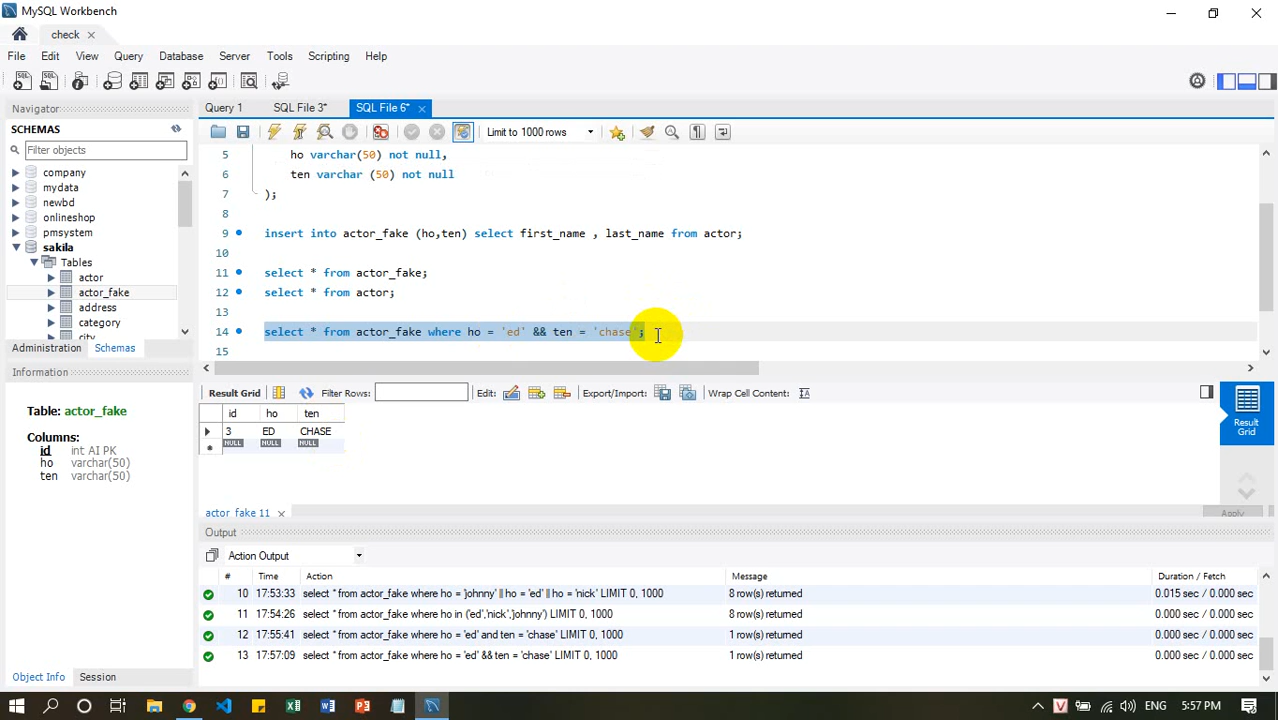 MySQL Workbench
check
File Edit View Query Database Server Tools Scripting Help
Navigator
SCHEMAS
Filter objects
company
mydata
newbd
onlineshop
pmsystem
sakila
Tables
actor
actor_fake
address
category
city
Administration Schemas
Information
Table: actor_fake
Columns:
id int AI PK
ho varchar(50)
ten varchar(50)
Object Info Session
Query 1 SQL File 3* SQL File 6*
Limit to 1000 rows
5 ho varchar(50) not null,
6 ten varchar (50) not null
7 );
8
9 insert into actor_fake (ho,ten) select first_name , last_name from actor;
10
11 select * from actor_fake;
12 select * from actor;
13
14 select * from actor_fake where ho = 'ed' && ten = 'chase';
15
Result Grid Filter Rows: Edit: Export/Import: Wrap Cell Content:
id ho ten
3 ED CHASE
NULL NULL NULL
Result
Grid
actor_fake 11 Apply
Output
Action Output
# Time Action Message Duration / Fetch
10 17:53:33 select * from actor_fake where ho = 'johnny' || ho = 'ed' || ho = 'nick' LIMIT 0, 1000 8 row(s) returned 0.015 sec / 0.000 sec
11 17:54:26 select * from actor_fake where ho in ('ed','nick','johnny') LIMIT 0, 1000 8 row(s) returned 0.000 sec / 0.000 sec
12 17:55:41 select * from actor_fake where ho = 'ed' and ten = 'chase' LIMIT 0, 1000 1 row(s) returned 0.000 sec / 0.000 sec
13 17:57:09 select * from actor_fake where ho = 'ed' && ten = 'chase' LIMIT 0, 1000 1 row(s) returned 0.000 sec / 0.000 sec
ENG 5:57 PM